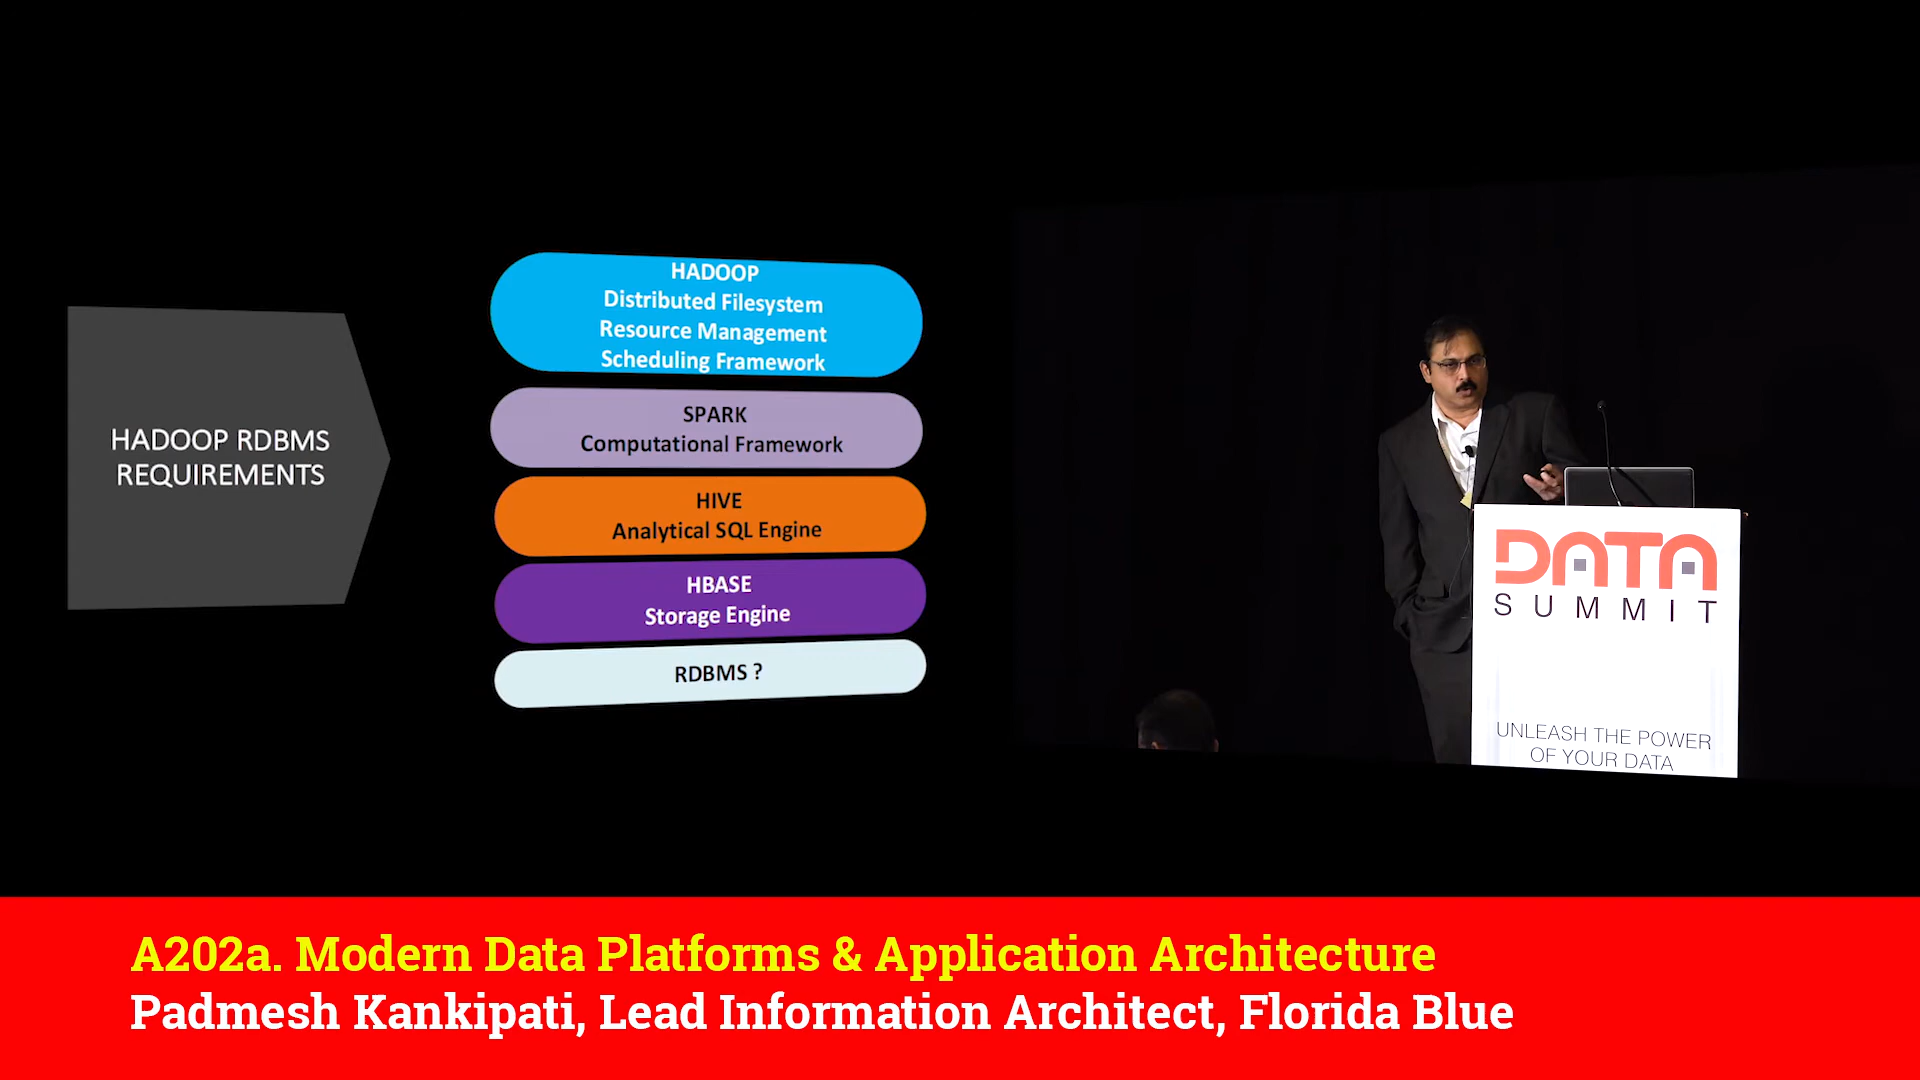 HADOOP RDBMS
REQUIREMENTS
HADOOP
Distributed Filesystem
Resource Management
Scheduling Framework
SPARK
Computational Framework
HIVE
Analytical SQL Engine
HBASE
Storage Engine
RDBMS ?
DATA
SUMMIT
UNLEASH THE POWER
OF YOUR DATA
A202a. Modern Data Platforms & Application Architecture
Padmesh Kankipati, Lead Information Architect, Florida Blue